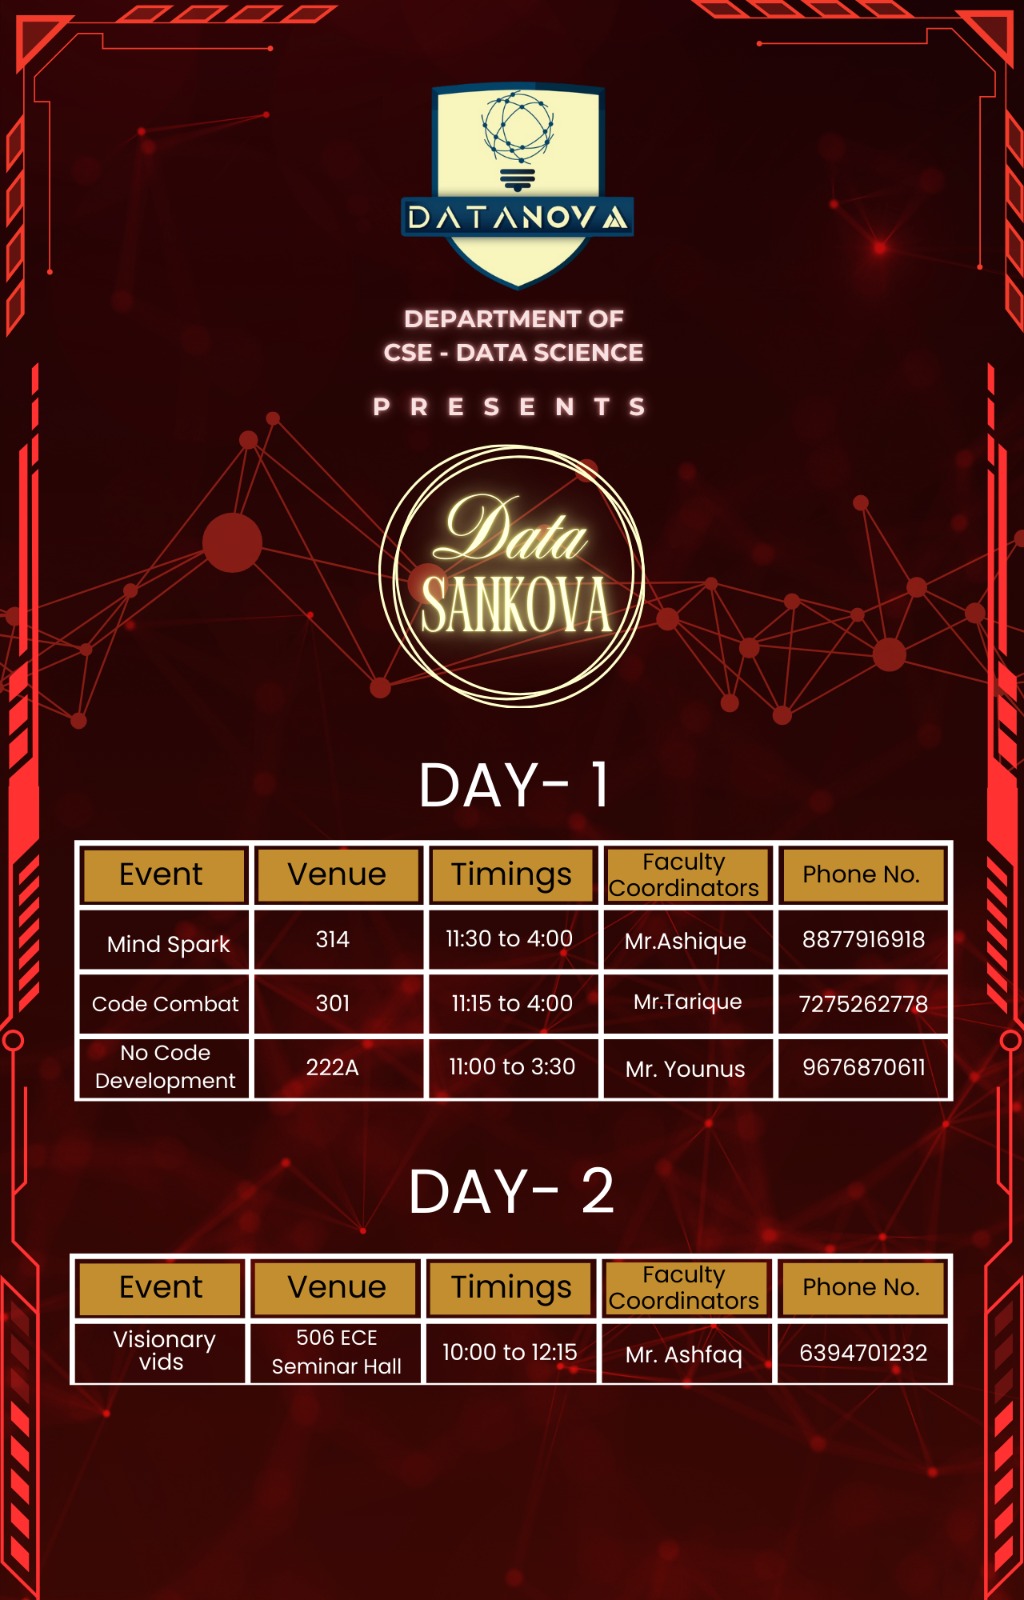 DATANOVA
DEPARTMENT OF
CSE - DATA SCIENCE
PRESENTS
Data
SANKOVA
DAY- 1
Event Venue Timings Faculty Coordinators Phone No.
Mind Spark 314 11:30 to 4:00 Mr.Ashique 8877916918
Code Combat 301 11:15 to 4:00 Mr.Tarique 7275262778
No Code Development 222A 11:00 to 3:30 Mr. Younus 9676870611
DAY- 2
Event Venue Timings Faculty Coordinators Phone No.
Visionary vids 506 ECE Seminar Hall 10:00 to 12:15 Mr. Ashfaq 6394701232